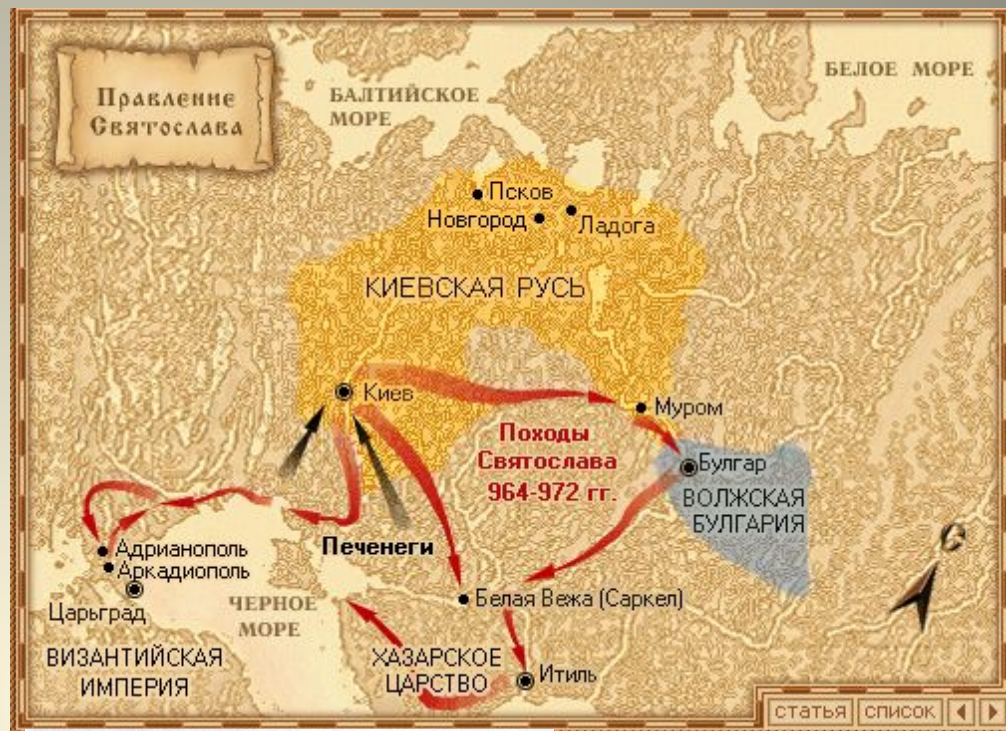 Правление
Святослава
БАЛТИЙСКОЕ
МОРЕ
БЕЛОЕ МОРЕ
Псков
Новгород
Ладога
КИЕВСКАЯ РУСЬ
Киев
Муром
Походы
Святослава
964-972 гг.
Булгар
ВОЛЖСКАЯ
БУЛГАРИЯ
Печенеги
Адрианополь
Аркадиополь
Царьград
ЧЕРНОЕ
МОРЕ
Белая Вежа (Саркел)
ВИЗАНТИЙСКАЯ
ИМПЕРИЯ
ХАЗАРСКОЕ
ЦАРСТВО
Итиль
С
статья список